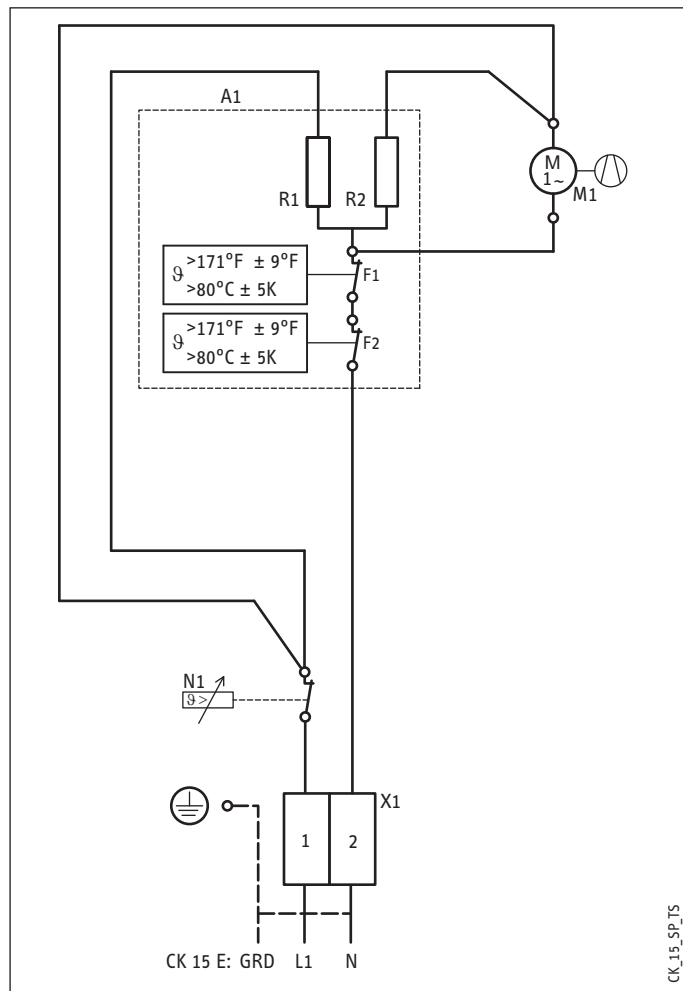 A1
M
1~
M1
R1
R2
ϑ >171°F ± 9°F
>80°C ± 5K
F1
ϑ >171°F ± 9°F
>80°C ± 5K
F2
N1
ϑ>
X1
1
2
CK 15 E: GRD L1 N
CK_15_SP_TS